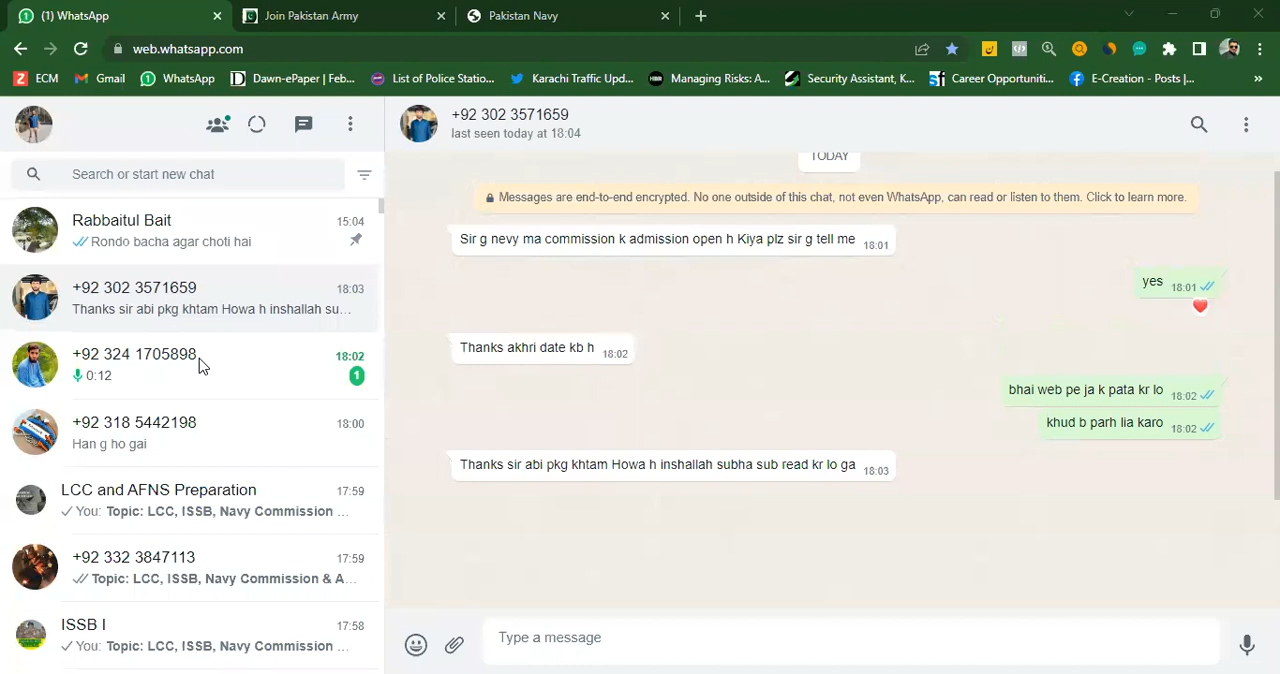 (1) WhatsApp
Join Pakistan Army
Pakistan Navy
web.whatsapp.com
ECM
Gmail
WhatsApp
Dawn-ePaper | Feb...
List of Police Statio...
Karachi Traffic Upd...
Managing Risks: A...
Security Assistant, K...
Career Opportuniti...
E-Creation - Posts |...
»
+92 302 3571659
last seen today at 18:04
Search or start new chat
Rabbaitul Bait 15:04
Rondo bacha agar choti hai
+92 302 3571659 18:03
Thanks sir abi pkg khtam Howa h inshallah su...
+92 324 1705898 18:02
0:12 1
+92 318 5442198 18:00
Han g ho gai
LCC and AFNS Preparation 17:59
You: Topic: LCC, ISSB, Navy Commission ...
+92 332 3847113 17:59
Topic: LCC, ISSB, Navy Commission & A...
ISSB I 17:58
You: Topic: LCC, ISSB, Navy Commission ...
TODAY
Messages are end-to-end encrypted. No one outside of this chat, not even WhatsApp, can read or listen to them. Click to learn more.
Sir g nevy ma commission k admission open h Kiya plz sir g tell me 18:01
yes 18:01
Thanks akhri date kb h 18:02
bhai web pe ja k pata kr lo 18:02
khud b parh lia karo 18:02
Thanks sir abi pkg khtam Howa h inshallah subha sub read kr lo ga 18:03
Type a message